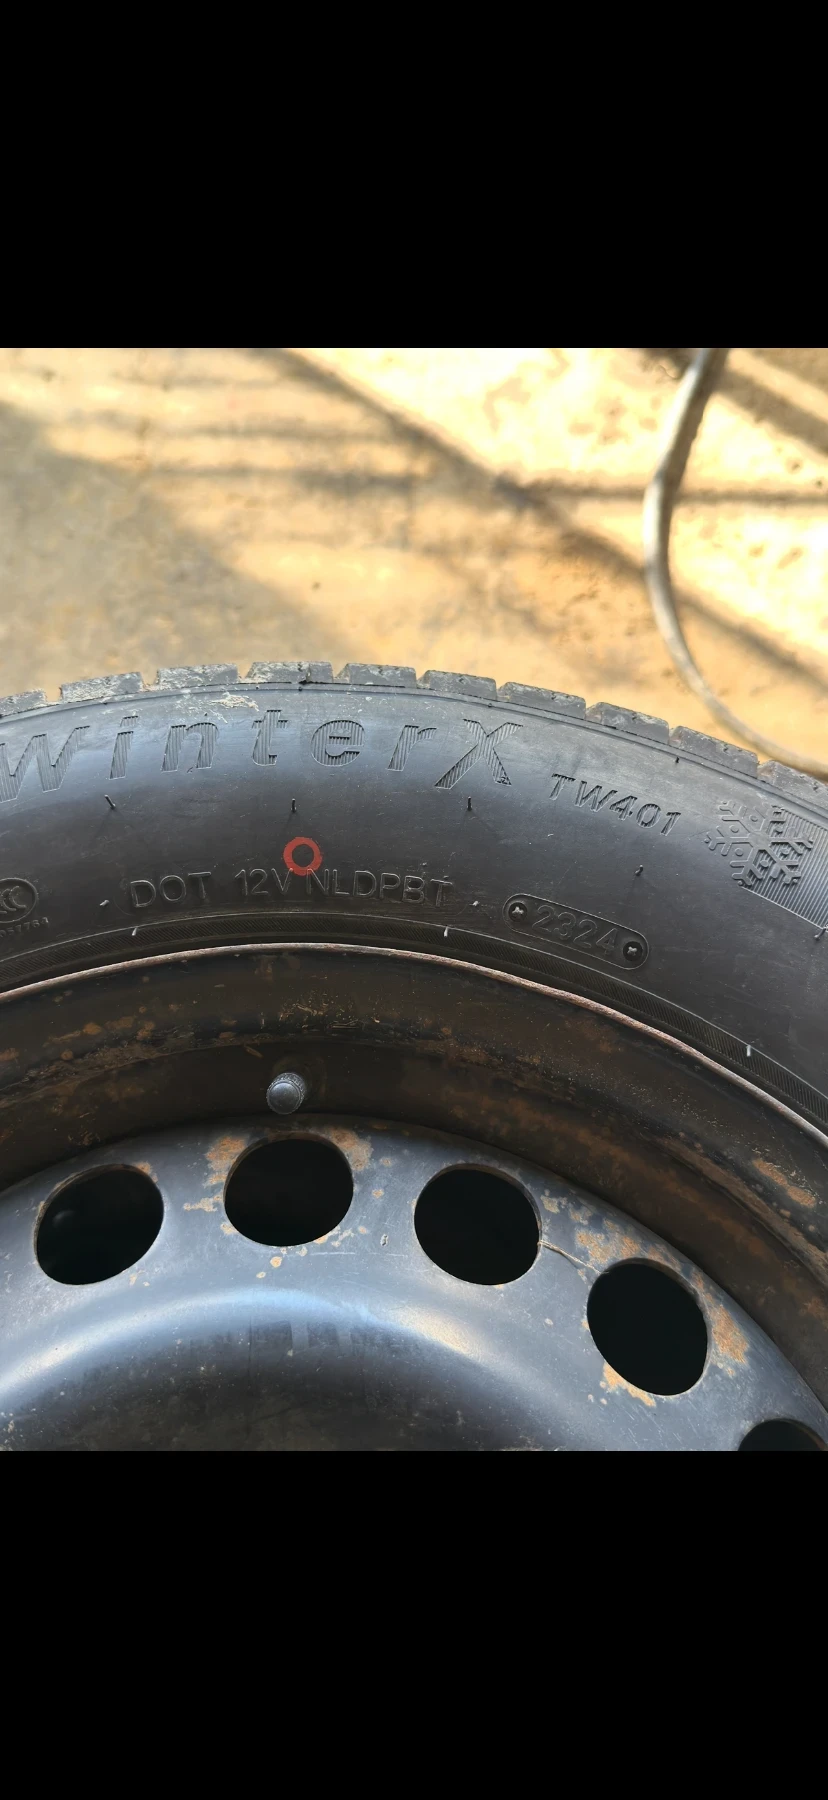 WinterX
TW401
DOT 12V NLDPBT
2324